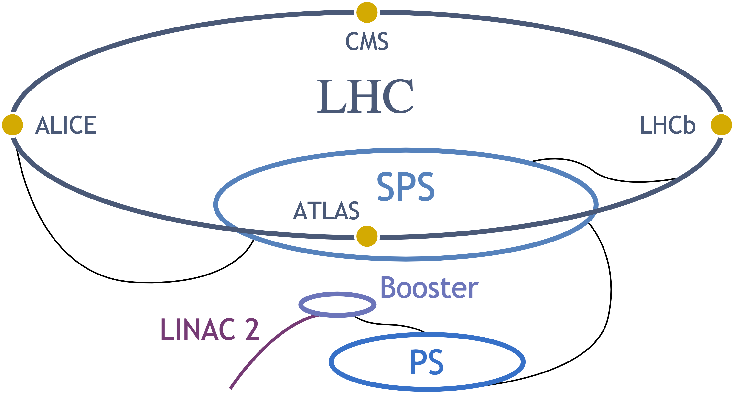 CMS
LHC
ALICE
LHCb
SPS
ATLAS
Booster
LINAC 2
PS